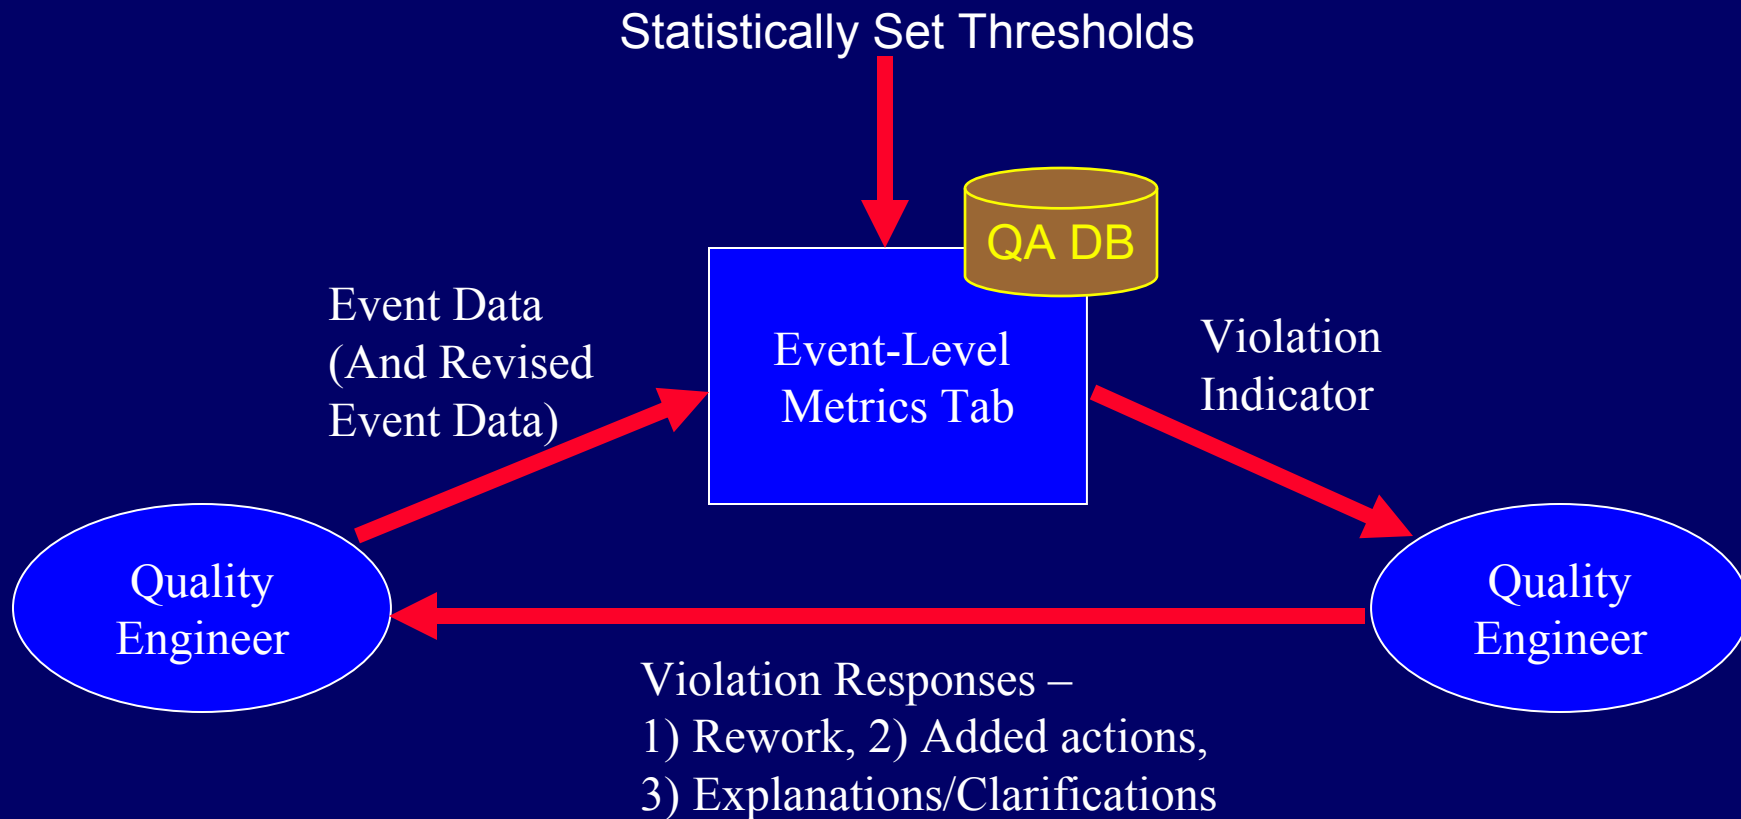 Statistically Set Thresholds
QA DB
Event Data
(And Revised
Event Data)
Event-Level
Metrics Tab
Violation
Indicator
Quality
Engineer
Quality
Engineer
Violation Responses –
1) Rework, 2) Added actions,
3) Explanations/Clarifications